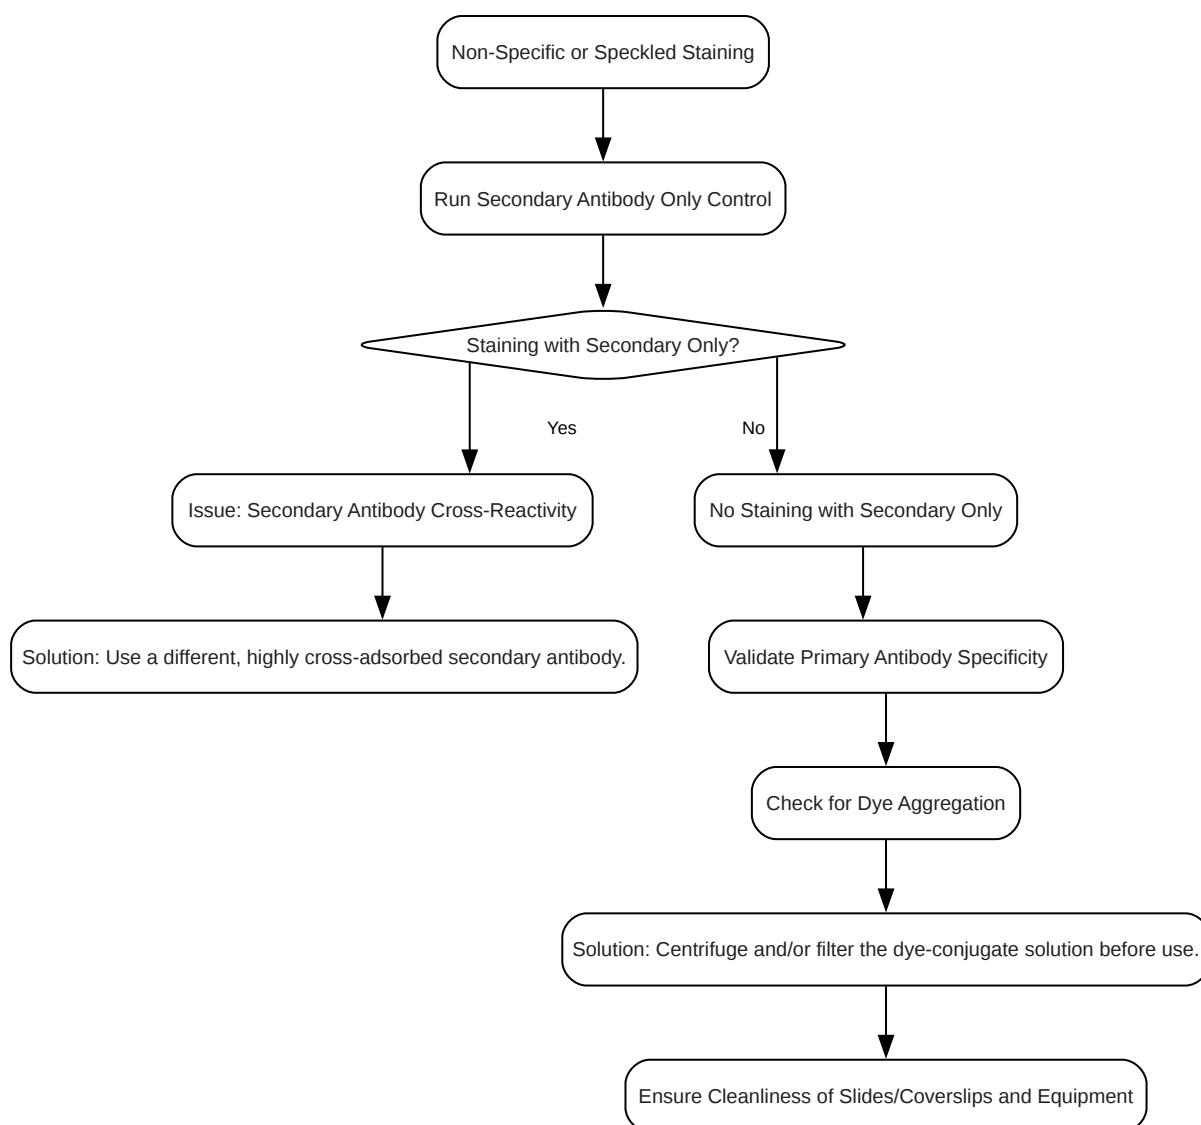 Non-Specific or Speckled Staining
Run Secondary Antibody Only Control
Staining with Secondary Only?
Yes
No
Issue: Secondary Antibody Cross-Reactivity
No Staining with Secondary Only
Solution: Use a different, highly cross-adsorbed secondary antibody.
Validate Primary Antibody Specificity
Check for Dye Aggregation
Solution: Centrifuge and/or filter the dye-conjugate solution before use.
Ensure Cleanliness of Slides/Coverslips and Equipment